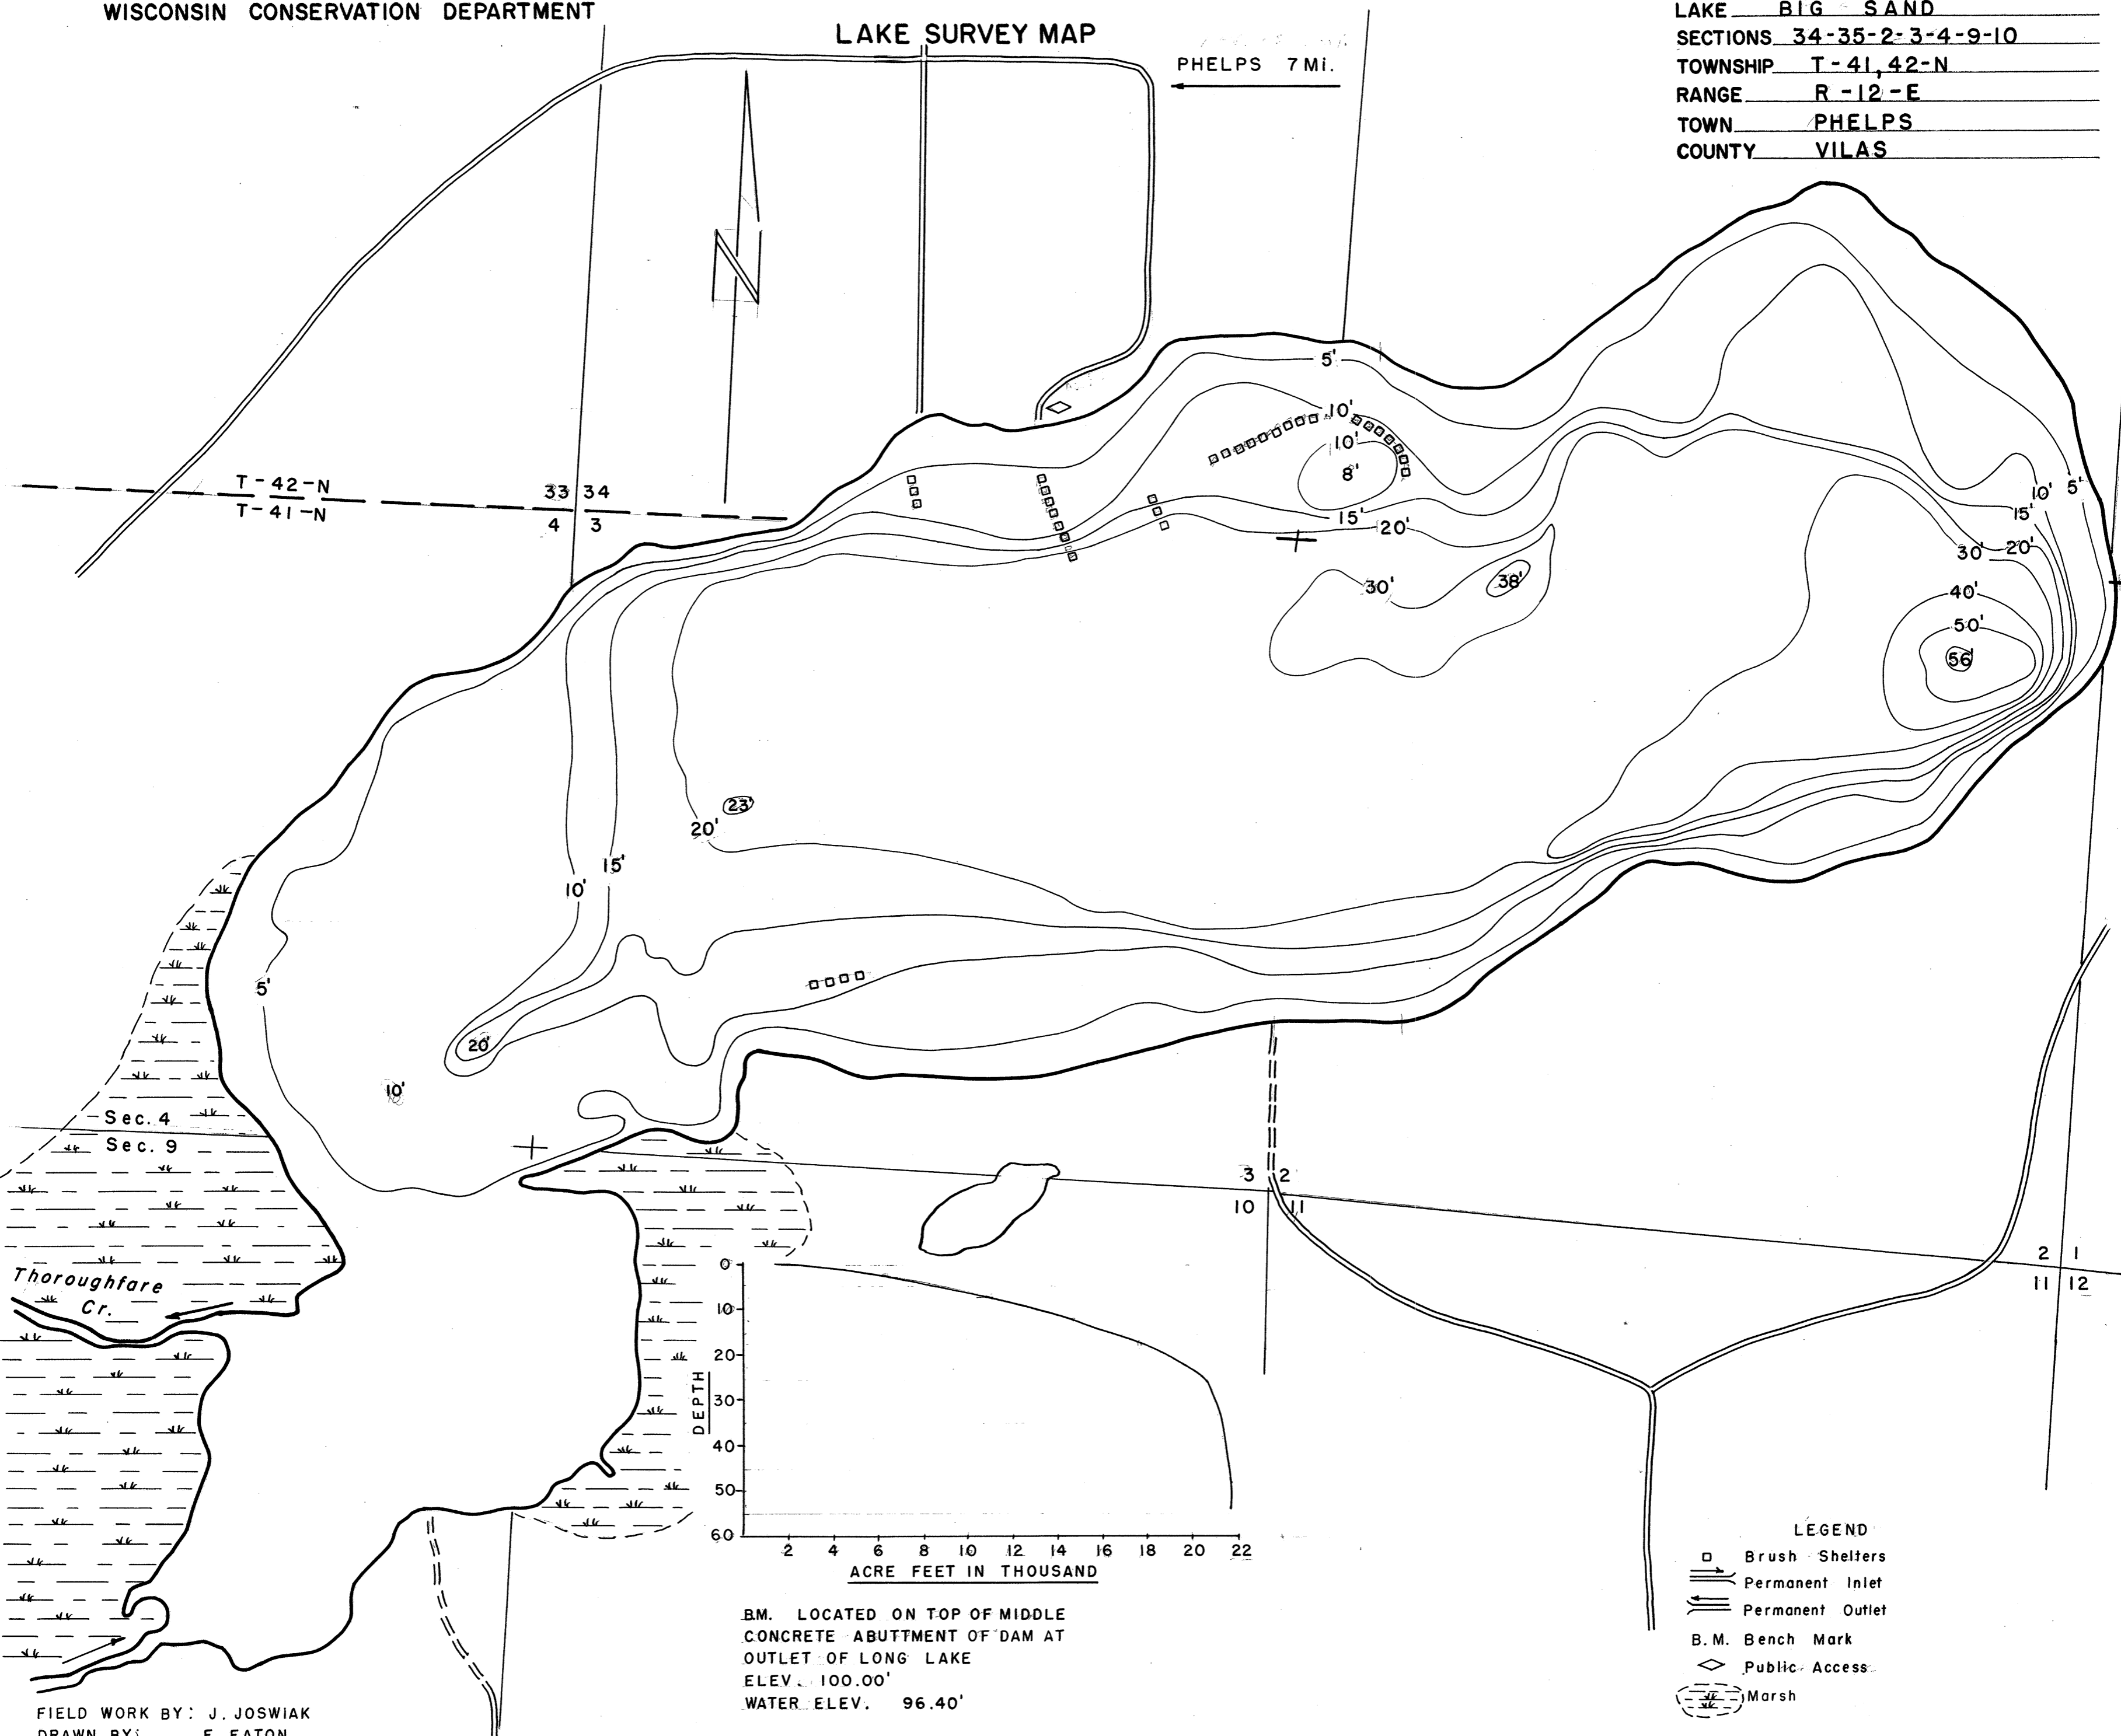 WISCONSIN CONSERVATION DEPARTMENT
LAKE SURVEY MAP
LAKE BIG SAND
SECTIONS 34-35-2-3-4-9-10
TOWNSHIP T-41,42-N
RANGE R-12-E
TOWN PHELPS
COUNTY VILAS
PHELPS 7 Mi.
N
5'
10'
10'
8'
15'
20'
T-42-N
T-41-N
33 34
4 3
10'
5'
15'
30' 20'
40'
50'
56'
30'
38'
23'
20'
15'
10'
5'
20'
10'
Sec. 4
Sec. 9
3 2
10 11
2 1
11 12
Thoroughfare
Cr.
DEPTH
0
10
20
30
40
50
60
2 4 6 8 10 12 14 16 18 20 22
ACRE FEET IN THOUSAND
B.M. LOCATED ON TOP OF MIDDLE
CONCRETE ABUTTMENT OF DAM AT
OUTLET OF LONG LAKE
ELEV. 100.00'
WATER ELEV. 96.40'
LEGEND
Brush Shelters
Permanent Inlet
Permanent Outlet
B.M. Bench Mark
Public Access
Marsh
FIELD WORK BY: J. JOSWIAK
DRAWN BY: E. EATON